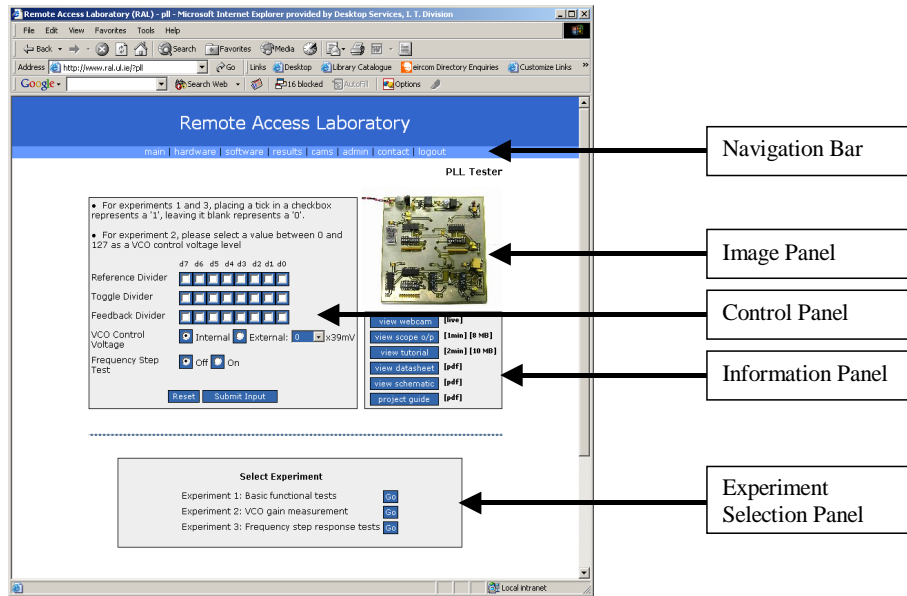 Remote Access Laboratory (RAL) - pll - Microsoft Internet Explorer provided by Desktop Services, I. T. Division
File Edit View Favorites Tools Help
Back Search Favorites Media
Address http://www.ral.ul.ie/?pll Go Links Desktop Library Catalogue eircom Directory Enquiries Customize Links »
Google Search Web 16 blocked AutoFill Options
Remote Access Laboratory
main | hardware | software | results | cams | admin | contact | logout
Navigation Bar
PLL Tester
• For experiments 1 and 3, placing a tick in a checkbox
represents a '1', leaving it blank represents a '0'.
• For experiment 2, please select a value between 0 and
127 as a VCO control voltage level
Image Panel
d7 d6 d5 d4 d3 d2 d1 d0
Reference Divider
Toggle Divider
Feedback Divider
Control Panel
VCO Control
Voltage
Internal External: 0 x39mV
Frequency Step
Test
Off On
Reset Submit Input
view webcam [live]
view scope o/p [1min] [8 MB]
view tutorial [2min] [10 MB]
view datasheet [pdf]
view schematic [pdf]
project guide [pdf]
Information Panel
Select Experiment
Experiment 1: Basic functional tests Go
Experiment 2: VCO gain measurement Go
Experiment 3: Frequency step response tests Go
Experiment
Selection Panel
Local intranet